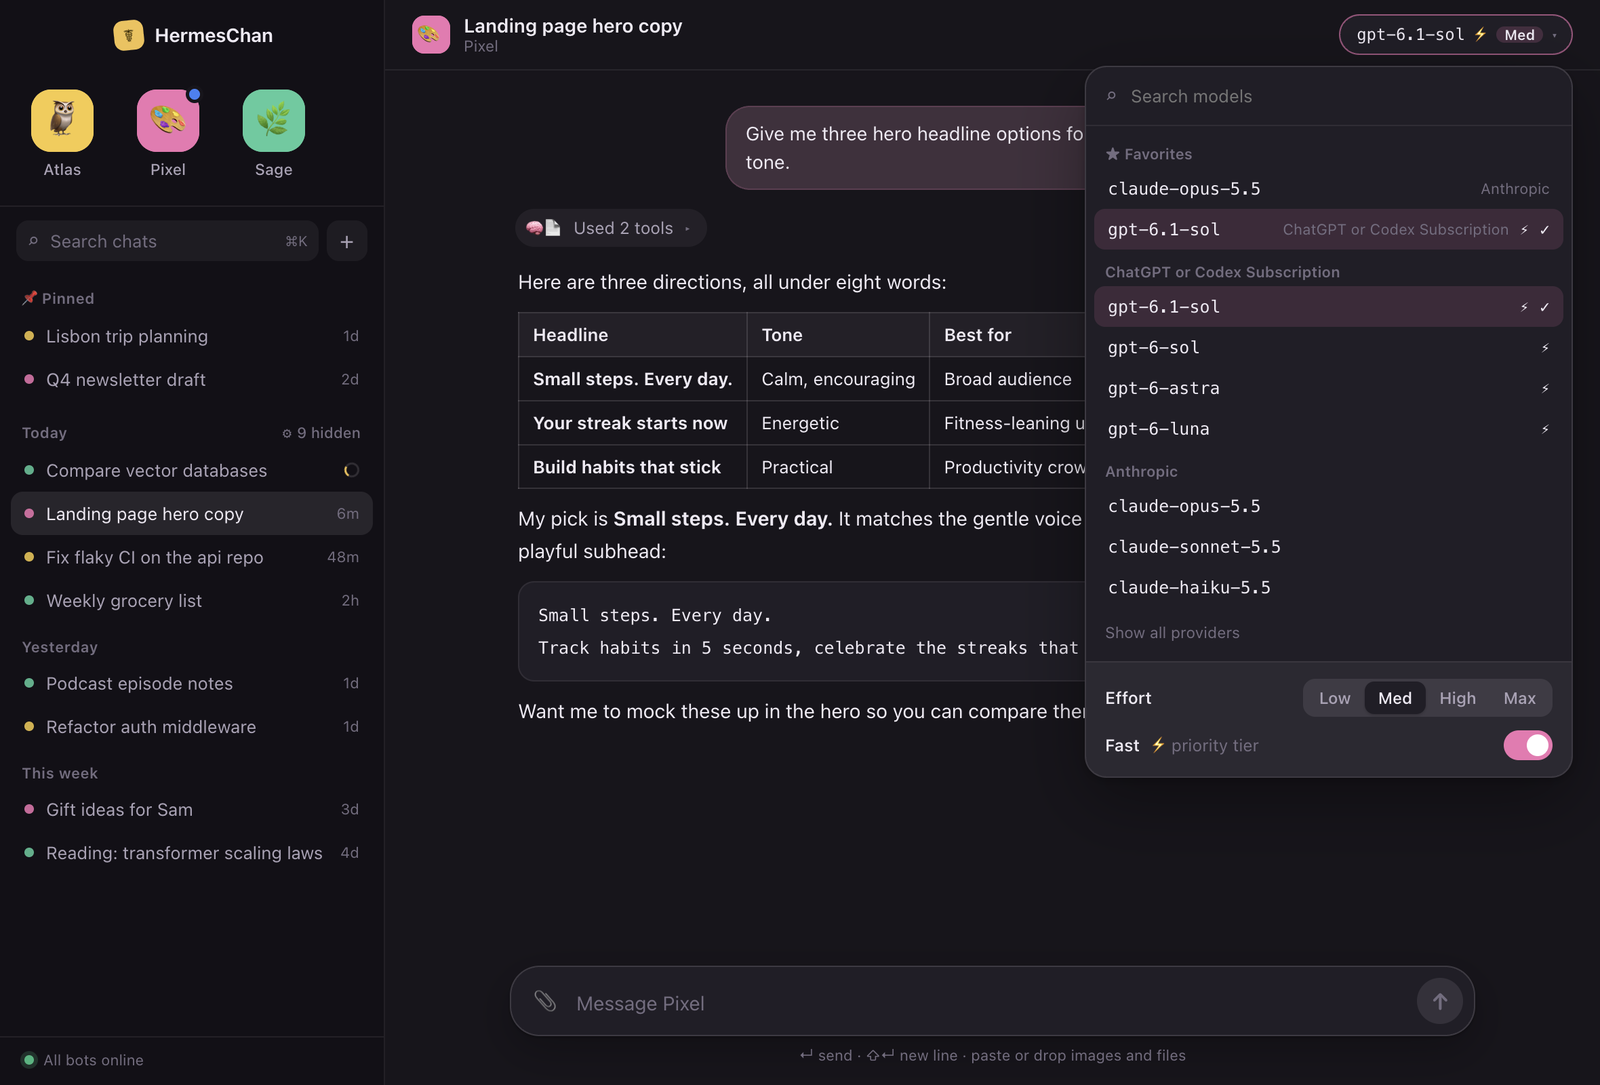 HermesChan
Atlas
Pixel
Sage
Search chats
⌘K
+
Pinned
Lisbon trip planning 1d
Q4 newsletter draft 2d
Today
9 hidden
Compare vector databases
Landing page hero copy 6m
Fix flaky CI on the api repo 48m
Weekly grocery list 2h
Yesterday
Podcast episode notes 1d
Refactor auth middleware 1d
This week
Gift ideas for Sam 3d
Reading: transformer scaling laws 4d
All bots online
Landing page hero copy
Pixel
gpt-6.1-sol ⚡ Med
Give me three hero headline options fo
tone.
Used 2 tools
Here are three directions, all under eight words:
Headline Tone Best for
Small steps. Every day. Calm, encouraging Broad audience
Your streak starts now Energetic Fitness-leaning u
Build habits that stick Practical Productivity crow
My pick is Small steps. Every day. It matches the gentle voice
playful subhead:
Small steps. Every day.
Track habits in 5 seconds, celebrate the streaks that
Want me to mock these up in the hero so you can compare the
Message Pixel
↵ send · ⇧↵ new line · paste or drop images and files
Search models
★ Favorites
claude-opus-5.5 Anthropic
gpt-6.1-sol ChatGPT or Codex Subscription ⚡ ✓
ChatGPT or Codex Subscription
gpt-6.1-sol ⚡ ✓
gpt-6-sol ⚡
gpt-6-astra ⚡
gpt-6-luna ⚡
Anthropic
claude-opus-5.5
claude-sonnet-5.5
claude-haiku-5.5
Show all providers
Effort Low Med High Max
Fast ⚡ priority tier